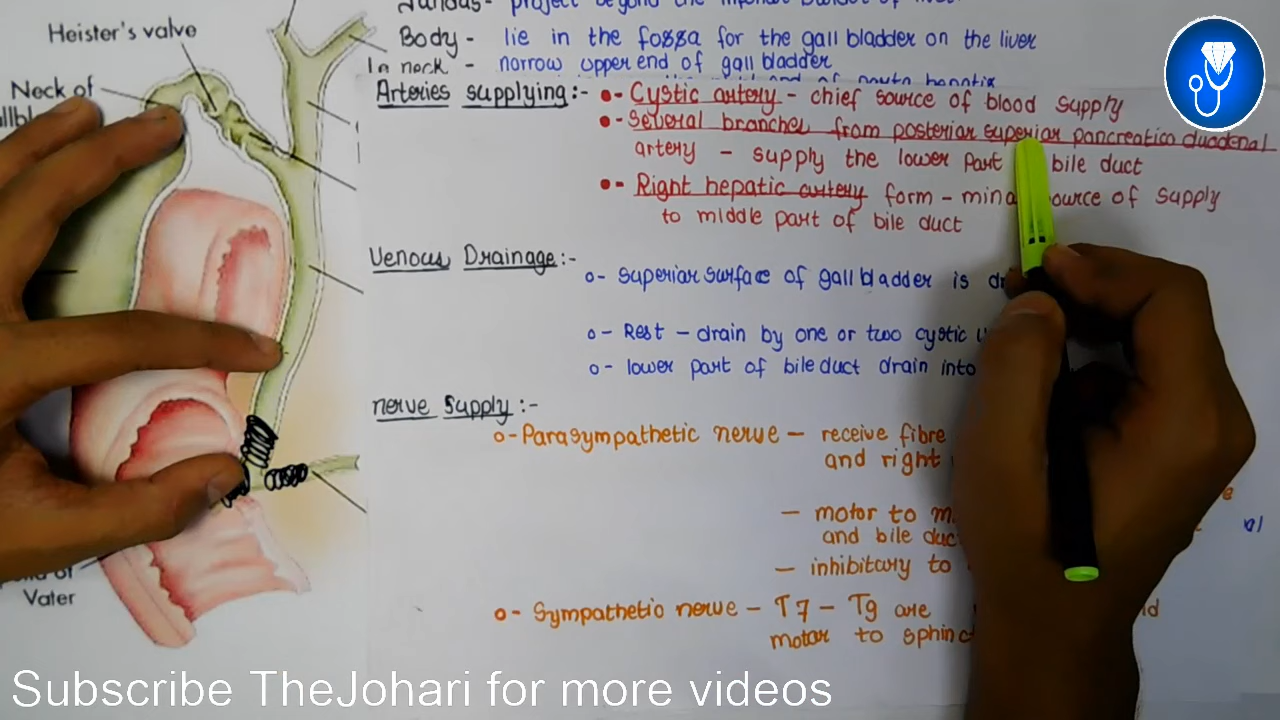 Heister's valve
Neck of
Body - lie in the fossa for the gall bladder on the liver
In neck - narrow upper end of gall bladder
Arteries supplying :- Cystic artery - chief source of blood supply
Several branches from posterior superior pancreatico duodenal
artery - supply the lower part bile duct
Right hepatic artery form - mino source of supply
to middle part of bile duct
Venous Drainage :-
o- superior surface of gall bladder is
o- Rest - drain by one or two cystic
o- lower part of bile duct drain into
nerve supply :-
o- Parasympathetic nerve - receive fibre
and right
- motor to
and bile duc
- inhibitary to
o- Sympathetic nerve - T7 - T9 are
motor to sphinc
Vater
Subscribe TheJohari for more videos